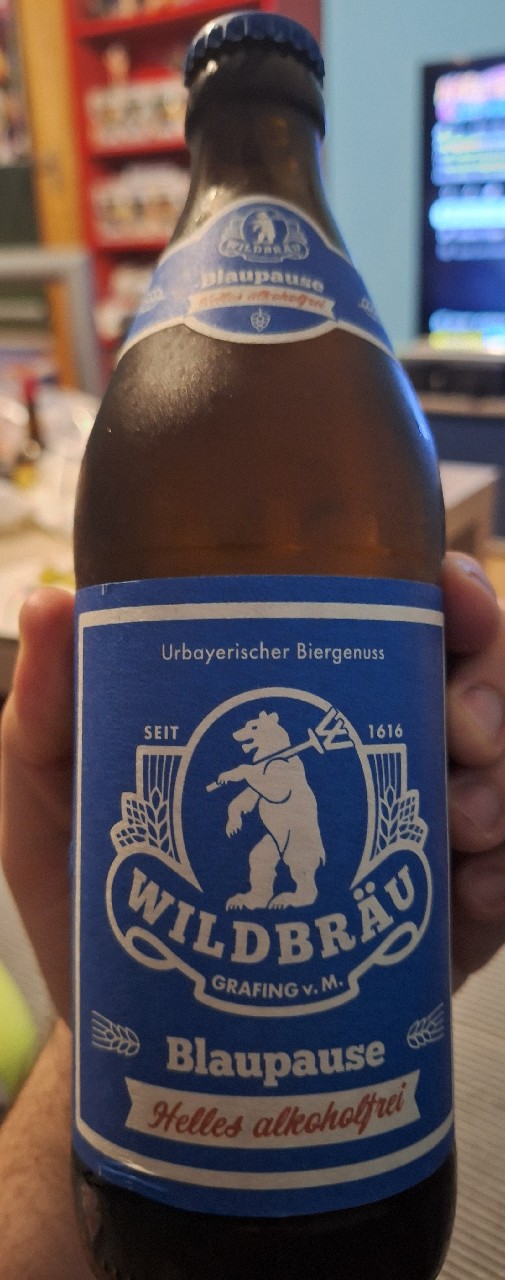 WILDBRÄU
Blaupause
Helles alkoholfrei
Urbayerischer Biergenuss
SEIT 1616
WILDBRÄU
GRAFING v. M.
Blaupause
Helles alkoholfrei